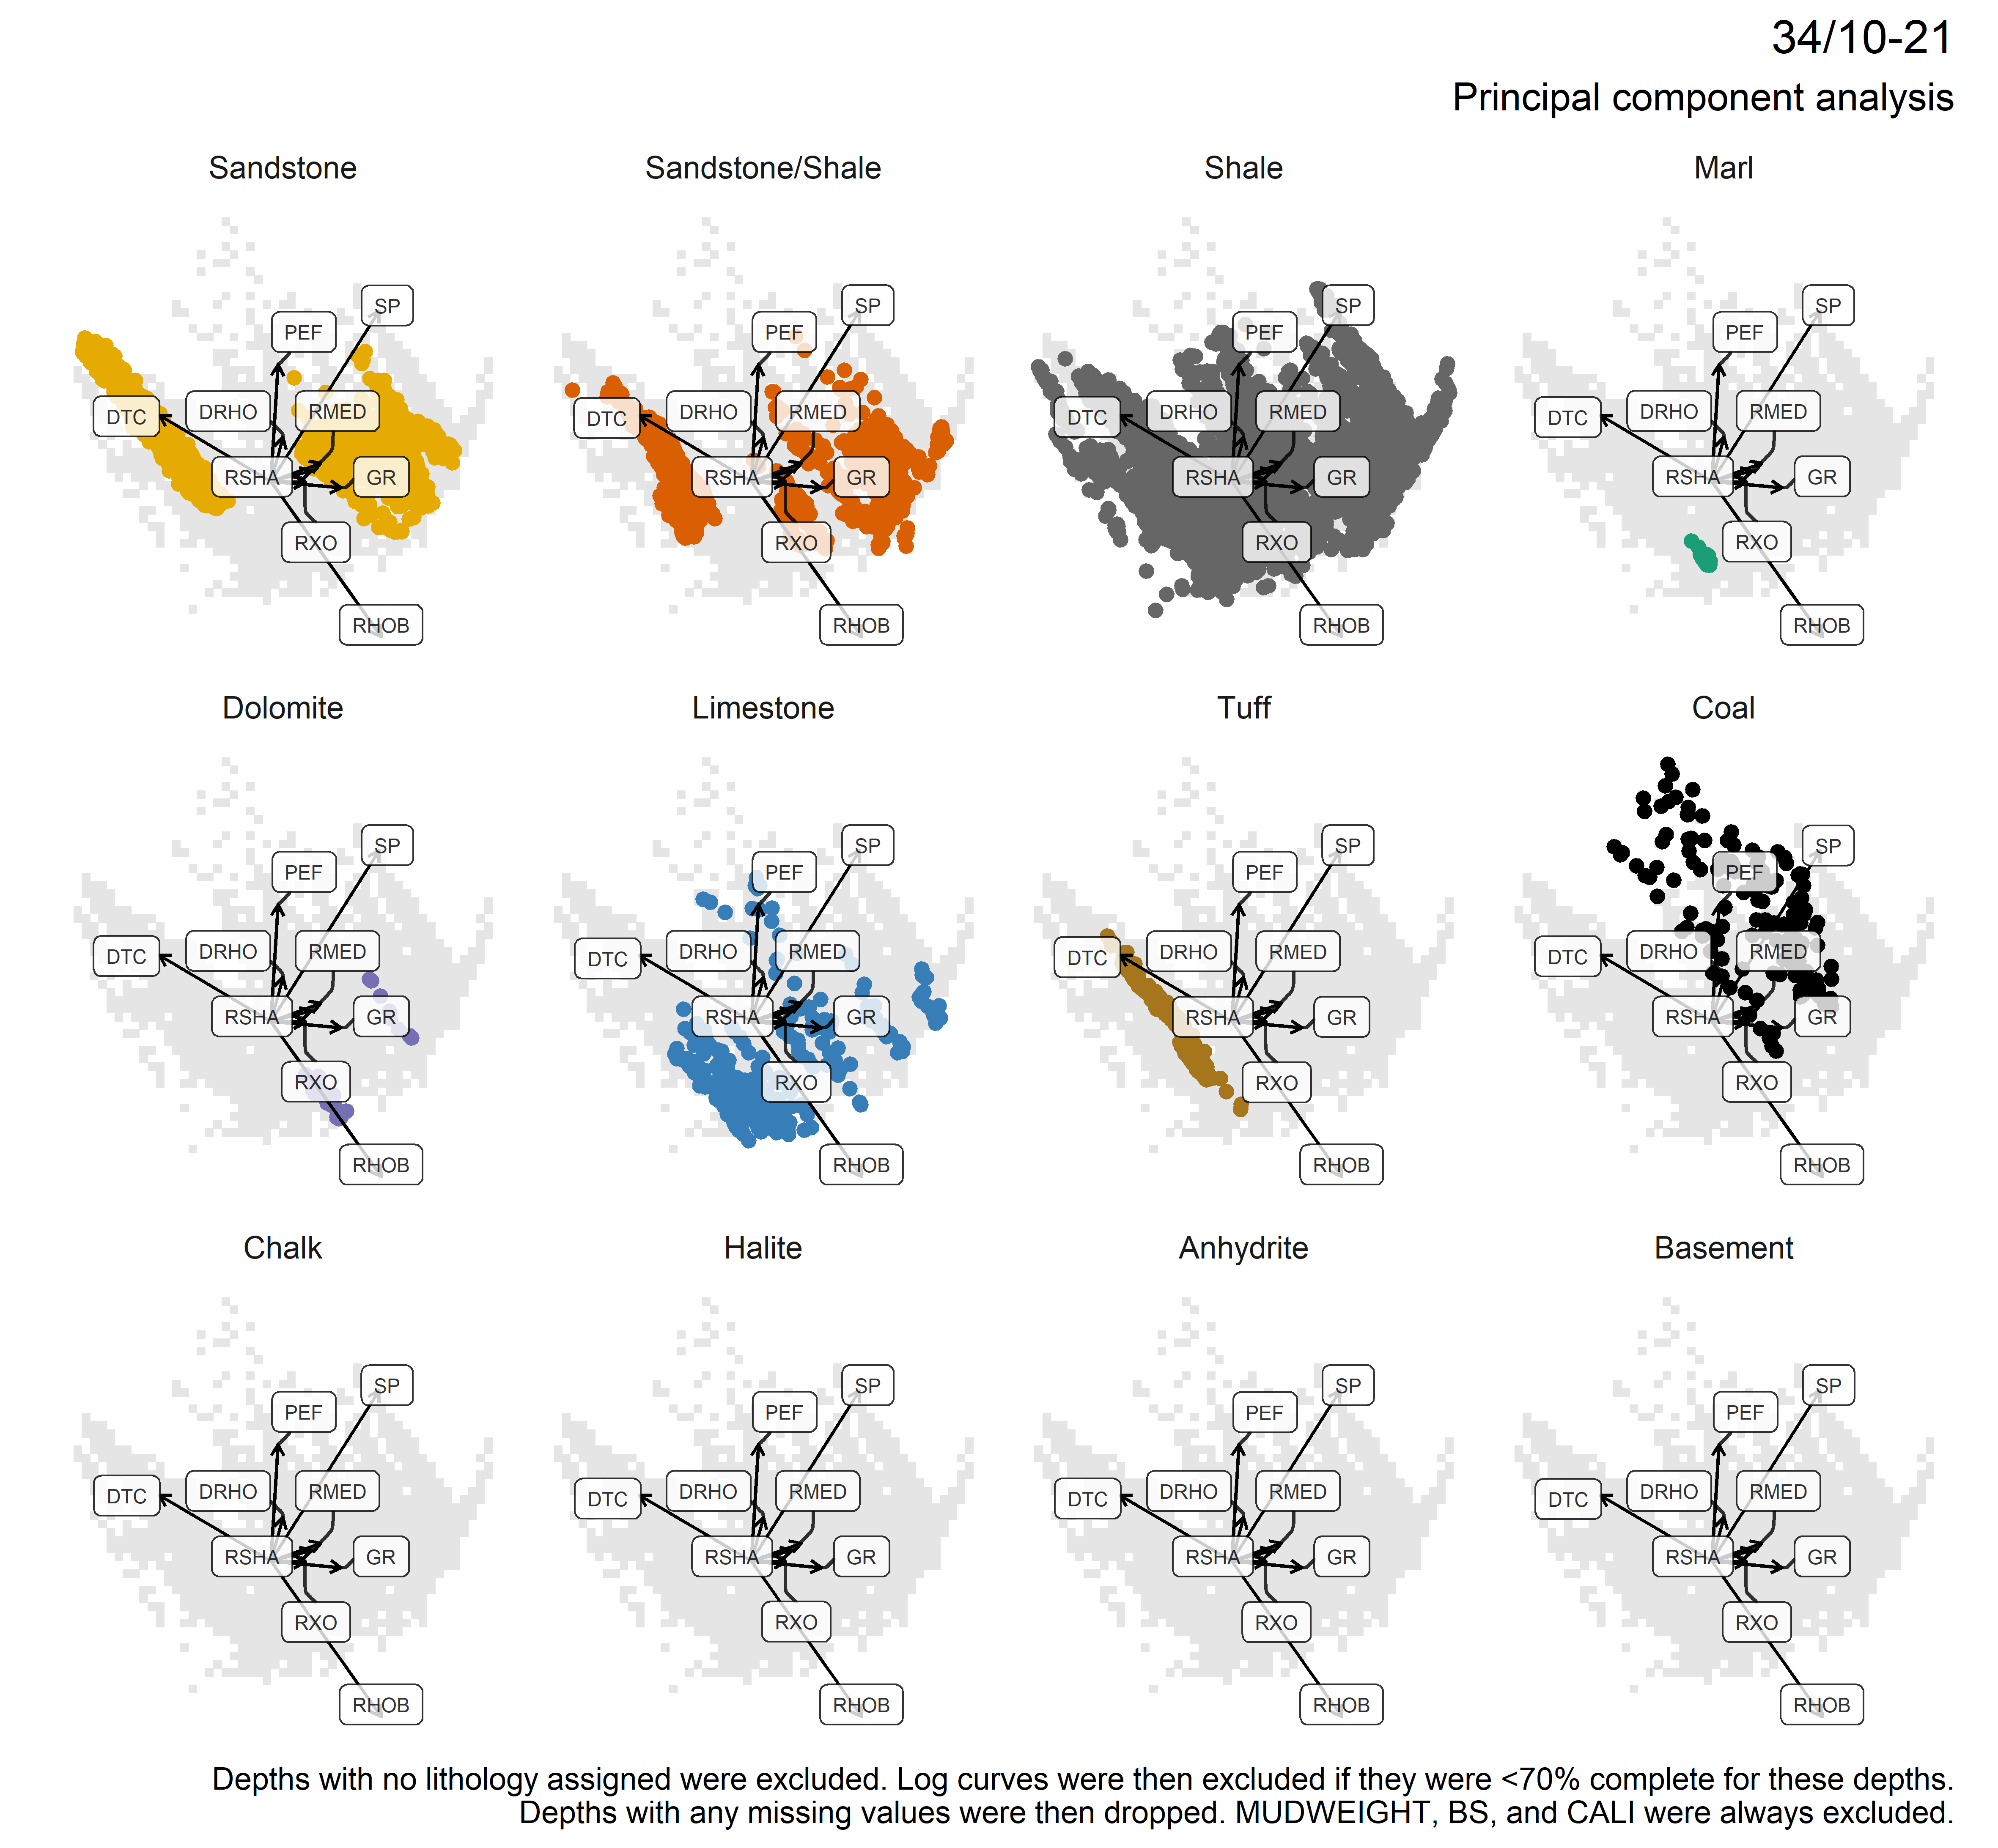 34/10-21
Principal component analysis
Sandstone
SP
PEF
DRHO
RMED
DTC
RSHA
GR
RXO
RHOB
Sandstone/Shale
SP
PEF
DRHO
RMED
DTC
RSHA
GR
RXO
RHOB
Shale
SP
PEF
DRHO
RMED
DTC
RSHA
GR
RXO
RHOB
Marl
SP
PEF
DRHO
RMED
DTC
RSHA
GR
RXO
RHOB
Dolomite
SP
PEF
DRHO
RMED
DTC
RSHA
GR
RXO
RHOB
Limestone
SP
PEF
DRHO
RMED
DTC
RSHA
GR
RXO
RHOB
Tuff
SP
PEF
DRHO
RMED
DTC
RSHA
GR
RXO
RHOB
Coal
SP
PEF
DRHO
RMED
DTC
RSHA
GR
RXO
RHOB
Chalk
SP
PEF
DRHO
RMED
DTC
RSHA
GR
RXO
RHOB
Halite
SP
PEF
DRHO
RMED
DTC
RSHA
GR
RXO
RHOB
Anhydrite
SP
PEF
DRHO
RMED
DTC
RSHA
GR
RXO
RHOB
Basement
SP
PEF
DRHO
RMED
DTC
RSHA
GR
RXO
RHOB
Depths with no lithology assigned were excluded. Log curves were then excluded if they were <70% complete for these depths.
Depths with any missing values were then dropped. MUDWEIGHT, BS, and CALI were always excluded.